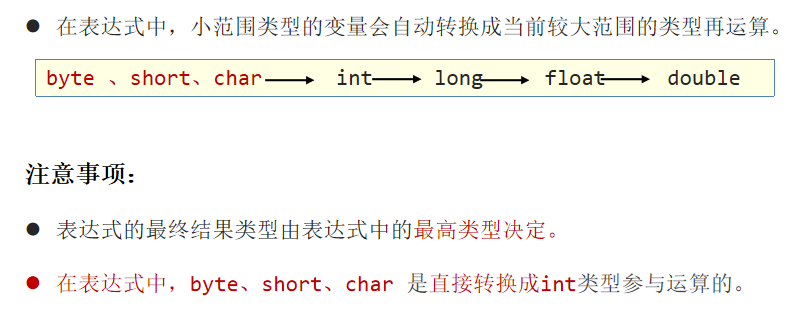 ● 在表达式中，小范围类型的变量会自动转换成当前较大范围的类型再运算。
byte 、short、char → int → long → float → double
注意事项：
● 表达式的最终结果类型由表达式中的最高类型决定。
● 在表达式中，byte、short、char 是直接转换成int类型参与运算的。